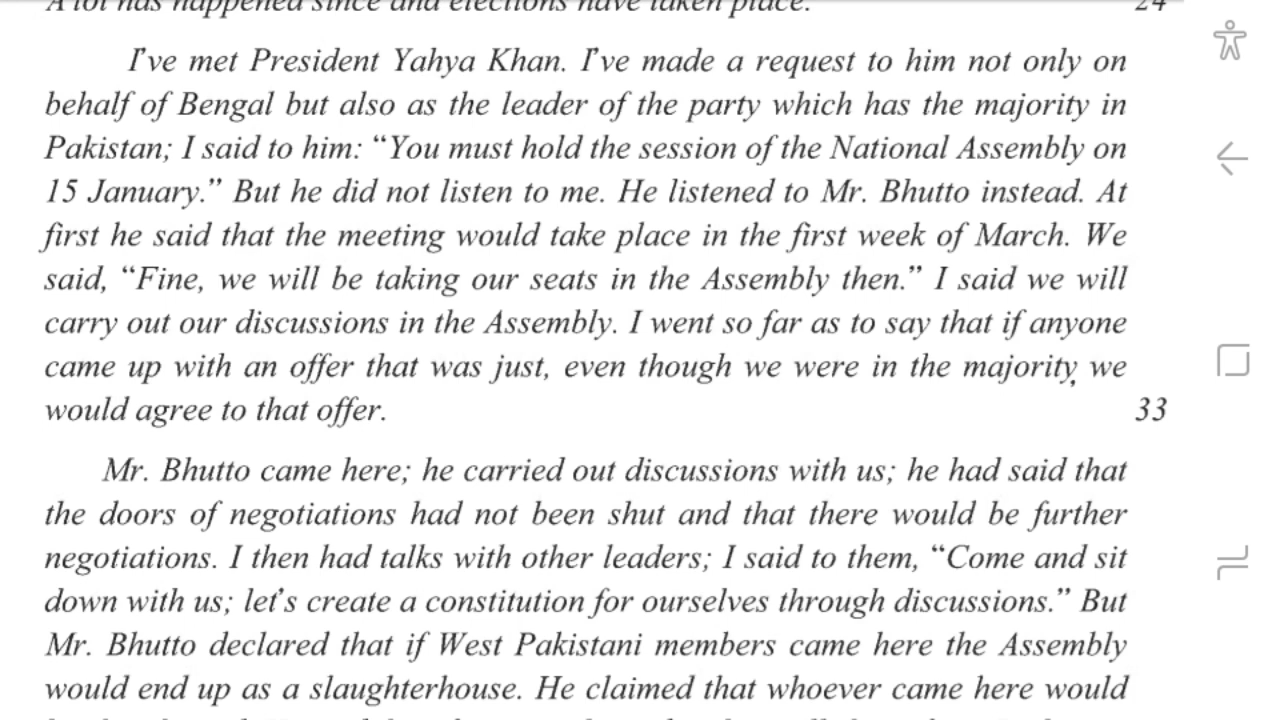 A lot has happened since and elections have taken place. 24
I've met President Yahya Khan. I've made a request to him not only on
behalf of Bengal but also as the leader of the party which has the majority in
Pakistan; I said to him: “You must hold the session of the National Assembly on
15 January.” But he did not listen to me. He listened to Mr. Bhutto instead. At
first he said that the meeting would take place in the first week of March. We
said, “Fine, we will be taking our seats in the Assembly then.” I said we will
carry out our discussions in the Assembly. I went so far as to say that if anyone
came up with an offer that was just, even though we were in the majority, we
would agree to that offer. 33
Mr. Bhutto came here; he carried out discussions with us; he had said that
the doors of negotiations had not been shut and that there would be further
negotiations. I then had talks with other leaders; I said to them, “Come and sit
down with us; let's create a constitution for ourselves through discussions.” But
Mr. Bhutto declared that if West Pakistani members came here the Assembly
would end up as a slaughterhouse. He claimed that whoever came here would